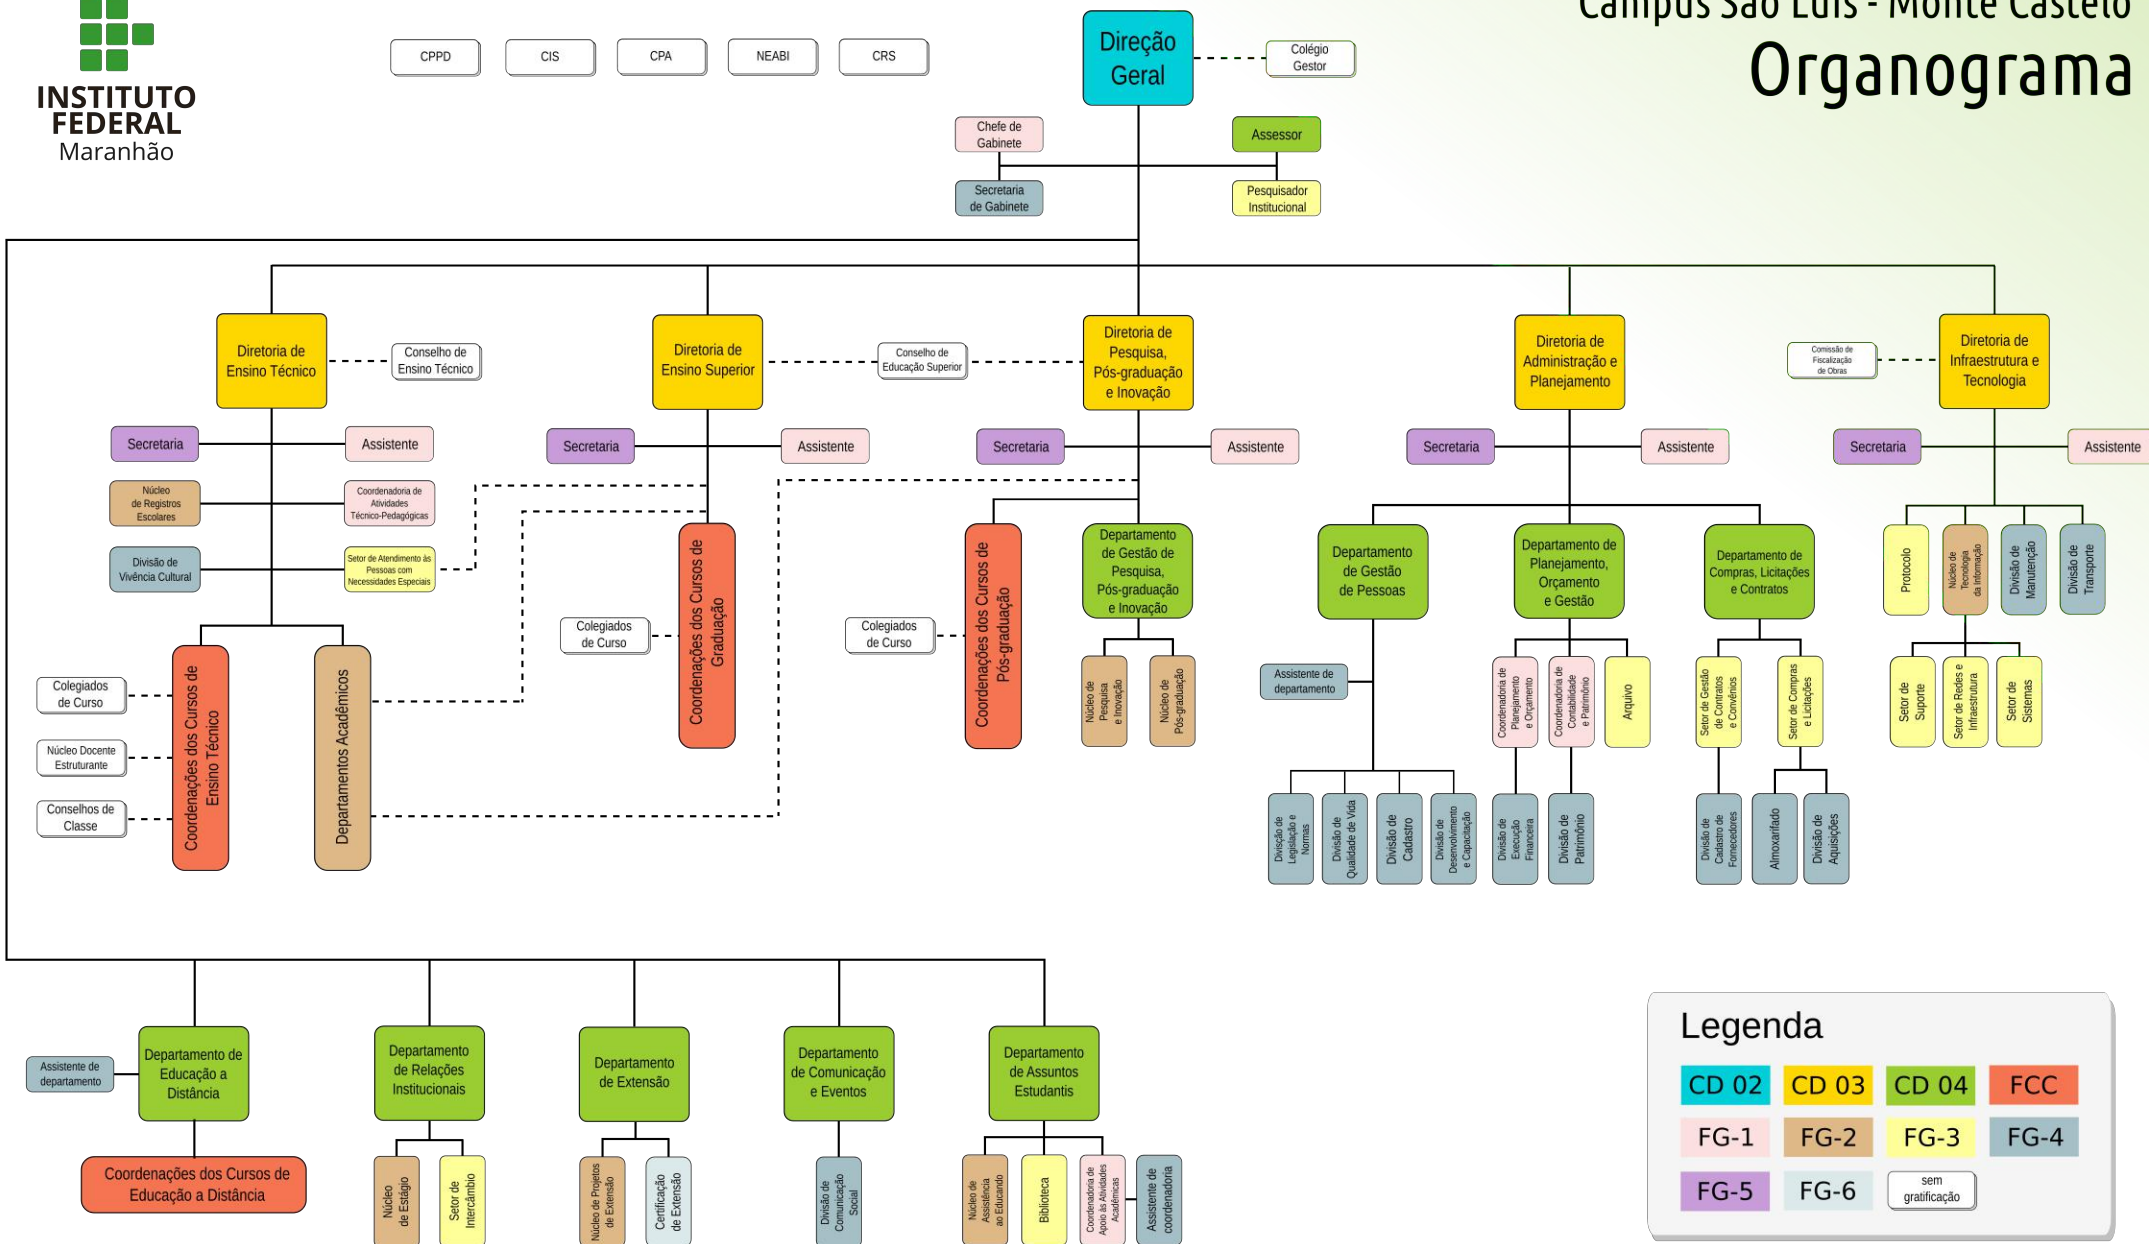 Campus São Luís - Monte Castelo
Organograma
INSTITUTO
FEDERAL
Maranhão
CPPD
CIS
CPA
NEABI
CRS
Direção
Geral
Colégio
Gestor
Chefe de
Gabinete
Assessor
Secretaria
de Gabinete
Pesquisador
Institucional
Diretoria de
Ensino Técnico
Conselho de
Ensino Técnico
Diretoria de
Ensino Superior
Conselho de
Educação Superior
Diretoria de
Pesquisa,
Pós-graduação
e Inovação
Diretoria de
Administração e
Planejamento
Comissão de
Fiscalização
de Obras
Diretoria de
Infraestrutura e
Tecnologia
Secretaria
Assistente
Secretaria
Assistente
Secretaria
Assistente
Secretaria
Assistente
Secretaria
Assistente
Núcleo
de Registros
Escolares
Coordenadoria de
Atividades
Técnico-Pedagógicas
Divisão de
Vivência Cultural
Setor de Atendimento às
Pessoas com
Necessidades Especiais
Colegiados
de Curso
Núcleo Docente
Estruturante
Conselhos de
Classe
Coordenações dos Cursos de
Ensino Técnico
Departamentos Acadêmicos
Colegiados
de Curso
Coordenações dos Cursos de
Graduação
Colegiados
de Curso
Coordenações dos Cursos de
Pós-graduação
Departamento
de Gestão de
Pesquisa,
Pós-graduação
e Inovação
Núcleo de
Pesquisa
e Inovação
Núcleo de
Pós-graduação
Departamento
de Gestão
de Pessoas
Departamento de
Planejamento,
Orçamento
e Gestão
Departamento de
Compras, Licitações
e Contratos
Protocolo
Núcleo de
Tecnologia
da Informação
Divisão de
Manutenção
Divisão de
Transporte
Assistente de
departamento
Coordenadoria de
Planejamento
e Orçamento
Coordenadoria de
Contabilidade
e Patrimônio
Arquivo
Setor de Gestão
de Contratos
e Convênios
Setor de Compras
e Licitações
Setor de
Suporte
Setor de Redes e
Infraestrutura
Setor de
Sistemas
Divisção de
Legislação e
Normas
Divisão de
Qualidade de Vida
Divisão de
Cadastro
Divisão de
Desenvolvimento
e Capacitação
Divisão de
Execução
Financeira
Divisão de
Patrimônio
Divisão de
Cadastro de
Fornecedores
Almoxarifado
Divisão de
Aquisições
Assistente de
departamento
Departamento de
Educação a
Distância
Departamento
de Relações
Institucionais
Departamento
de Extensão
Departamento
de Comunicação
e Eventos
Departamento
de Assuntos
Estudantis
Coordenações dos Cursos de
Educação a Distância
Núcleo
de Estágio
Setor de
Intercâmbio
Núcleo de Projetos
de Extensão
Certificação
de Extensão
Divisão de
Comunicação
Social
Núcleo de
Assistência
ao Educando
Biblioteca
Coordenadoria de
Apoio às Atividades
Acadêmicas
Assistente de
coordenadoria
Legenda
CD 02
CD 03
CD 04
FCC
FG-1
FG-2
FG-3
FG-4
FG-5
FG-6
sem
gratificação